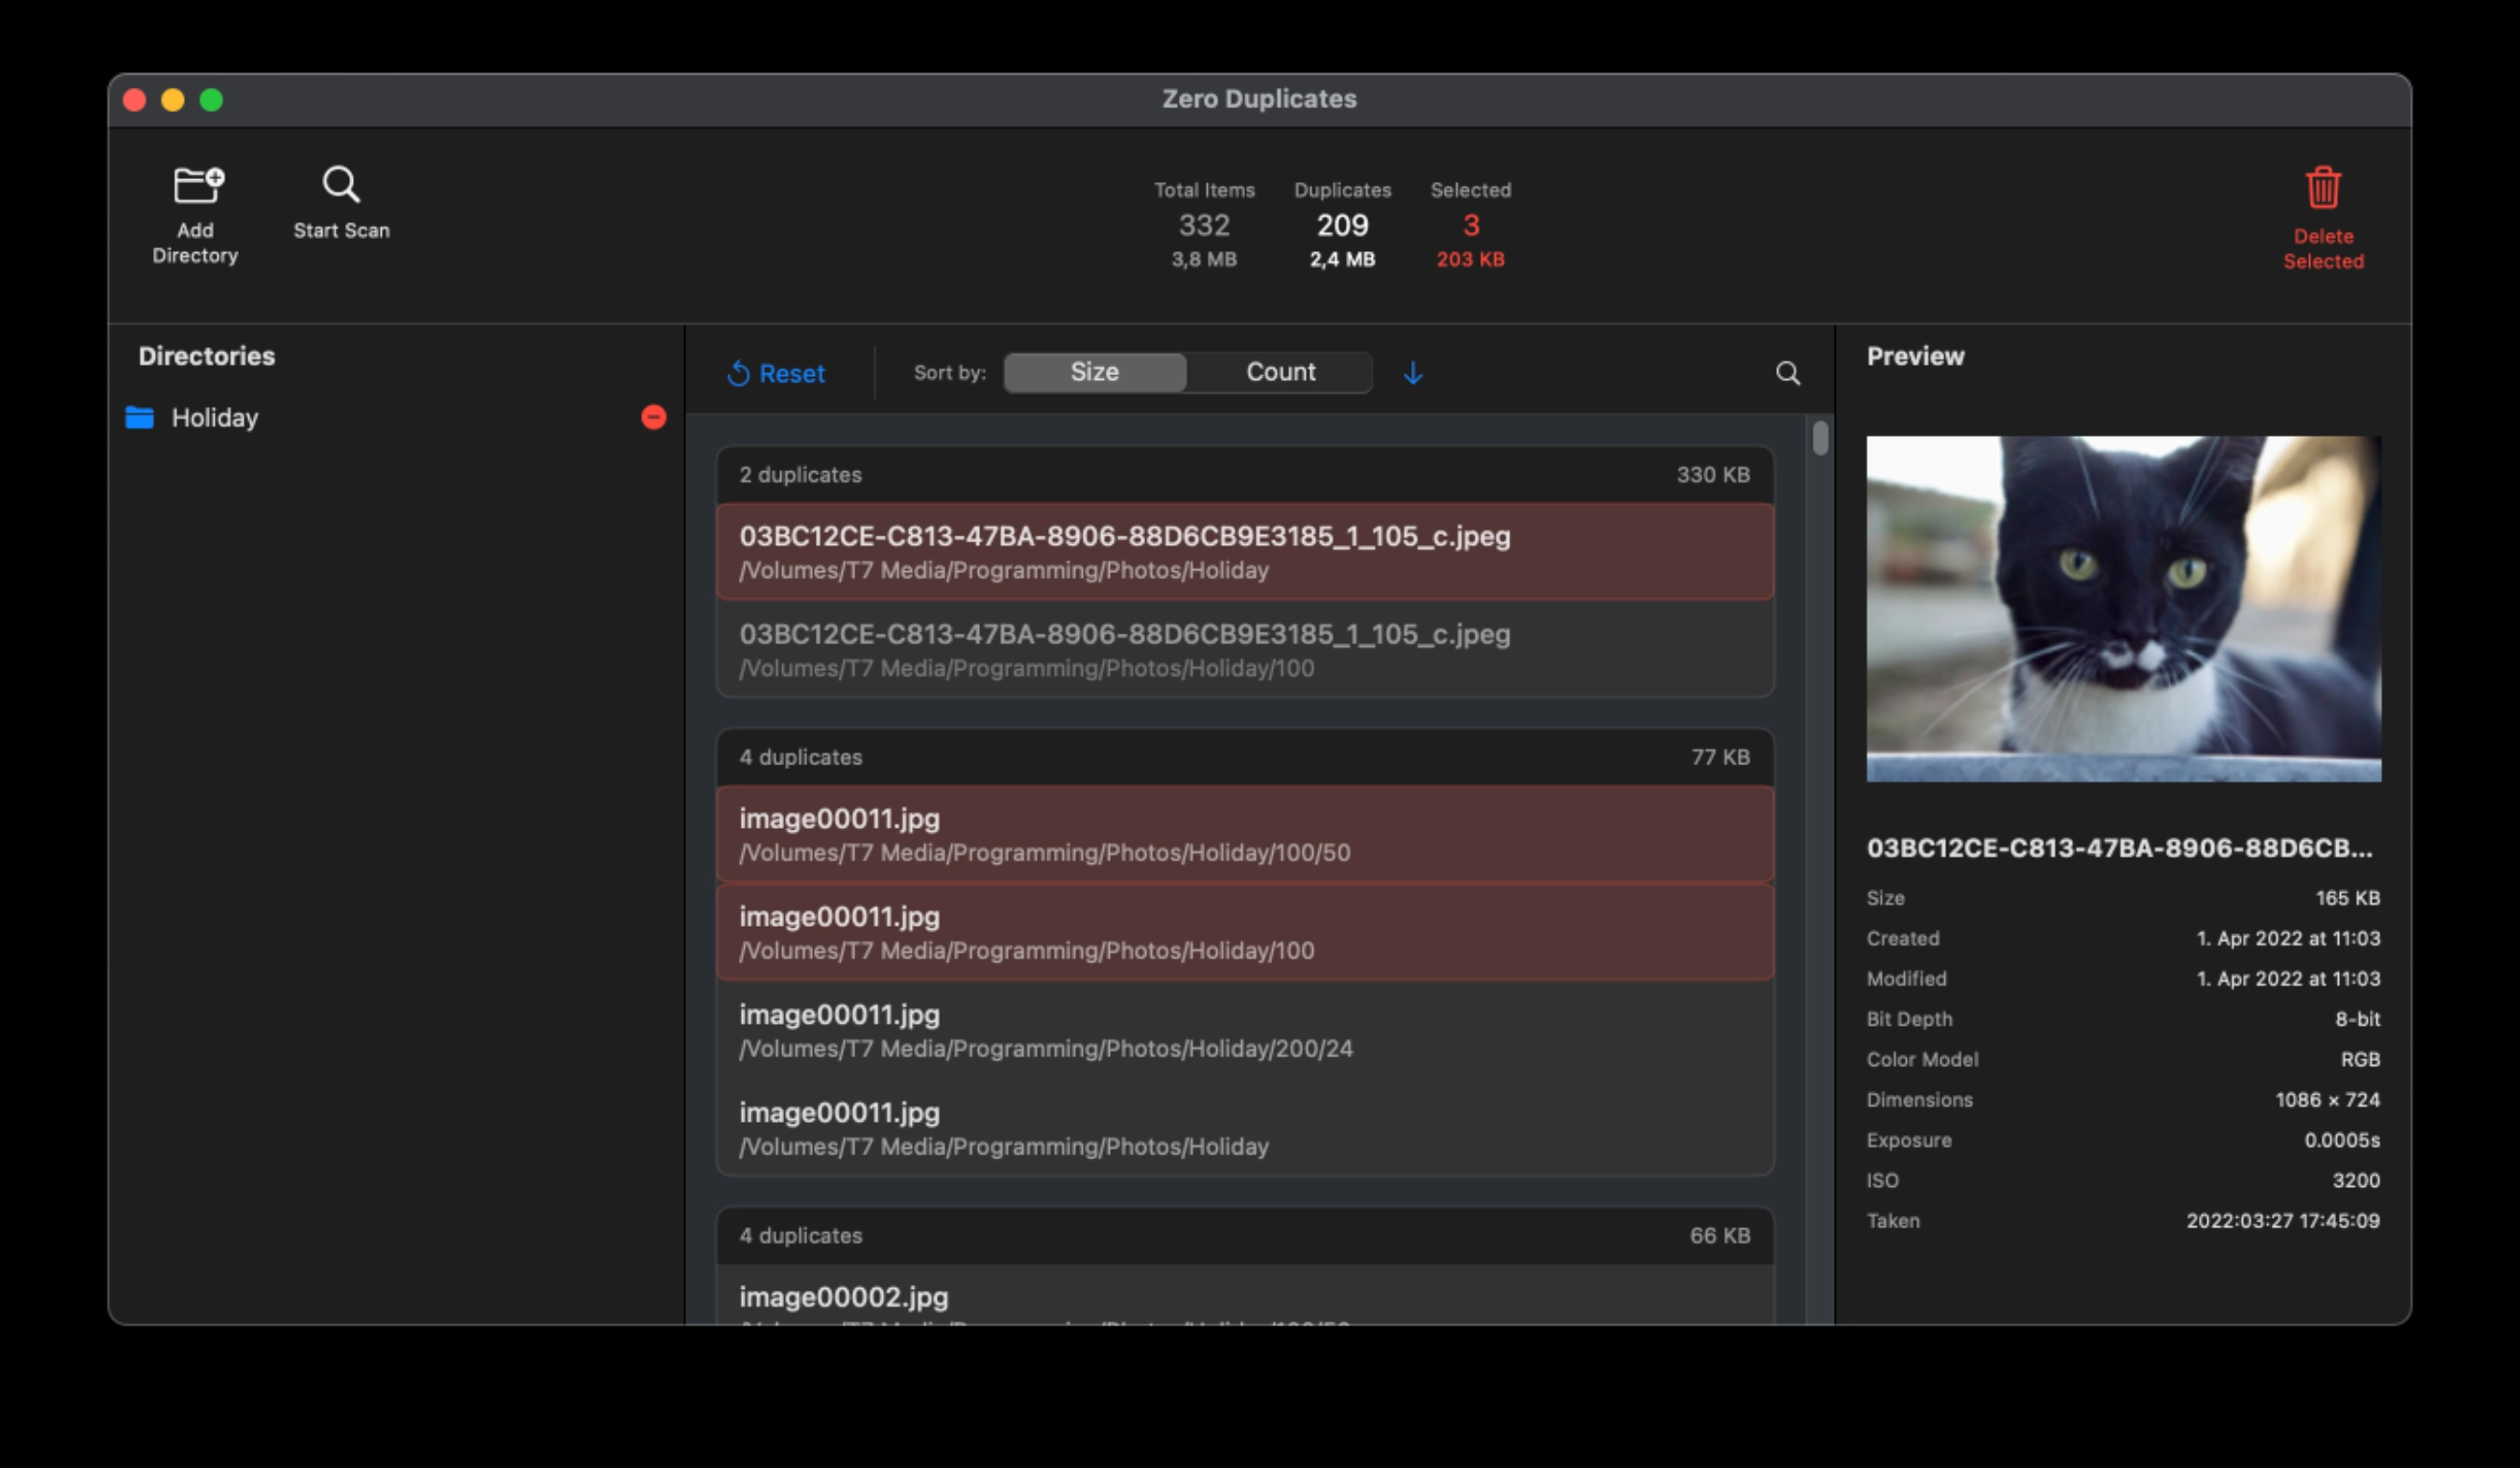 Zero Duplicates
Add
Directory
Start Scan
Total Items
332
3,8 MB
Duplicates
209
2,4 MB
Selected
3
203 KB
Delete
Selected
Directories
Holiday
Reset
Sort by:
Size
Count
2 duplicates
330 KB
03BC12CE-C813-47BA-8906-88D6CB9E3185_1_105_c.jpeg
/Volumes/T7 Media/Programming/Photos/Holiday
03BC12CE-C813-47BA-8906-88D6CB9E3185_1_105_c.jpeg
/Volumes/T7 Media/Programming/Photos/Holiday/100
4 duplicates
77 KB
image00011.jpg
/Volumes/T7 Media/Programming/Photos/Holiday/100/50
image00011.jpg
/Volumes/T7 Media/Programming/Photos/Holiday/100
image00011.jpg
/Volumes/T7 Media/Programming/Photos/Holiday/200/24
image00011.jpg
/Volumes/T7 Media/Programming/Photos/Holiday
4 duplicates
66 KB
image00002.jpg
Preview
03BC12CE-C813-47BA-8906-88D6CB...
Size
165 KB
Created
1. Apr 2022 at 11:03
Modified
1. Apr 2022 at 11:03
Bit Depth
8-bit
Color Model
RGB
Dimensions
1086 × 724
Exposure
0.0005s
ISO
3200
Taken
2022:03:27 17:45:09